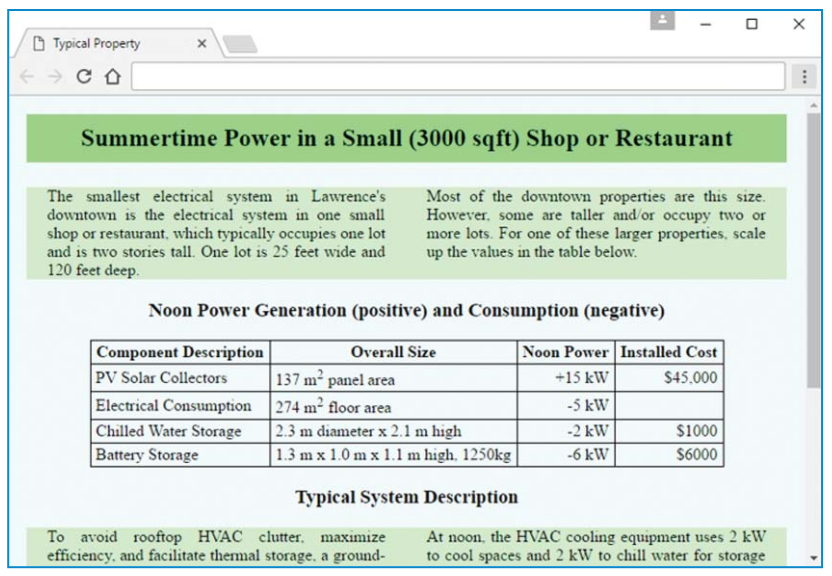 Typical Property
Summertime Power in a Small (3000 sqft) Shop or Restaurant
The smallest electrical system in Lawrence's
downtown is the electrical system in one small
shop or restaurant, which typically occupies one lot
and is two stories tall. One lot is 25 feet wide and
120 feet deep.
Most of the downtown properties are this size.
However, some are taller and/or occupy two or
more lots. For one of these larger properties, scale
up the values in the table below.
Noon Power Generation (positive) and Consumption (negative)
Component Description Overall Size Noon Power Installed Cost
PV Solar Collectors 137 m² panel area +15 kW $45,000
Electrical Consumption 274 m² floor area -5 kW
Chilled Water Storage 2.3 m diameter x 2.1 m high -2 kW $1000
Battery Storage 1.3 m x 1.0 m x 1.1 m high, 1250kg -6 kW $6000
Typical System Description
To avoid rooftop HVAC clutter, maximize
efficiency, and facilitate thermal storage, a ground-
At noon, the HVAC cooling equipment uses 2 kW
to cool spaces and 2 kW to chill water for storage